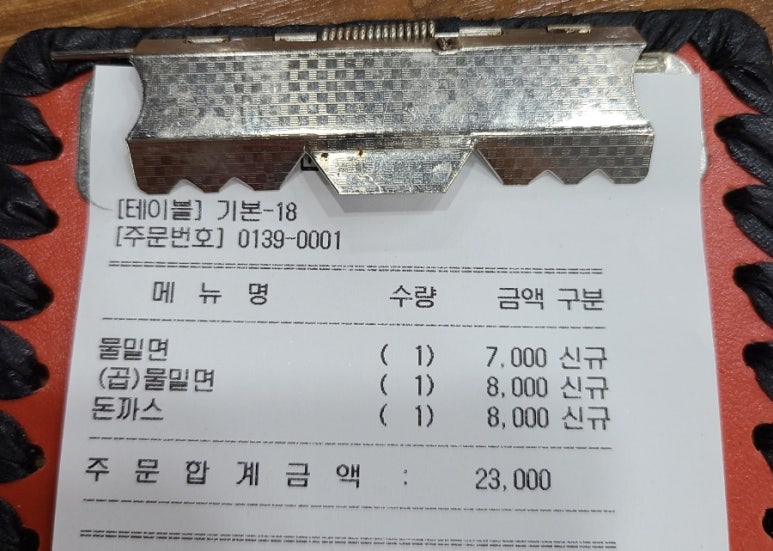 [테이블] 기본-18
[주문번호] 0139-0001
메 뉴 명 수량 금액 구분
물밀면 ( 1) 7,000 신규
(곱)물밀면 ( 1) 8,000 신규
돈까스 ( 1) 8,000 신규
주 문 합 계 금 액 : 23,000